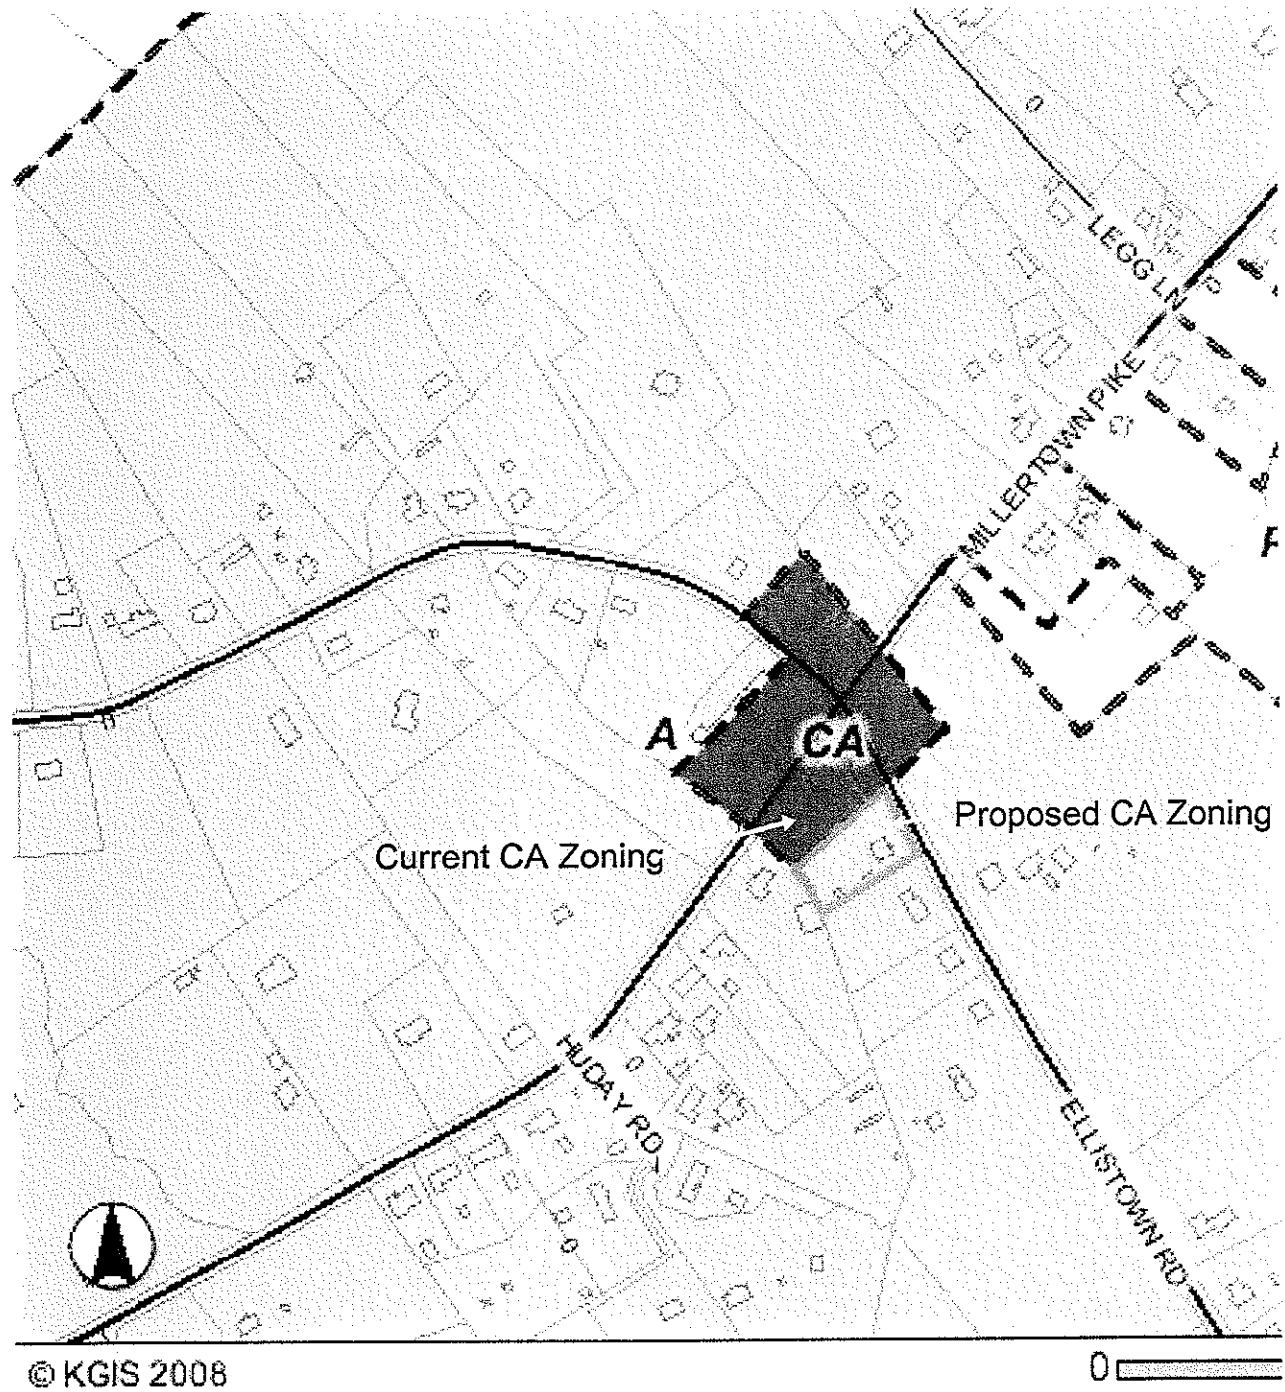 LEGG LN
MILLERTOWN PIKE
A
CA
Proposed CA Zoning
Current CA Zoning
HUDAY RD
ELLISTOWN RD
© KGIS 2008
0